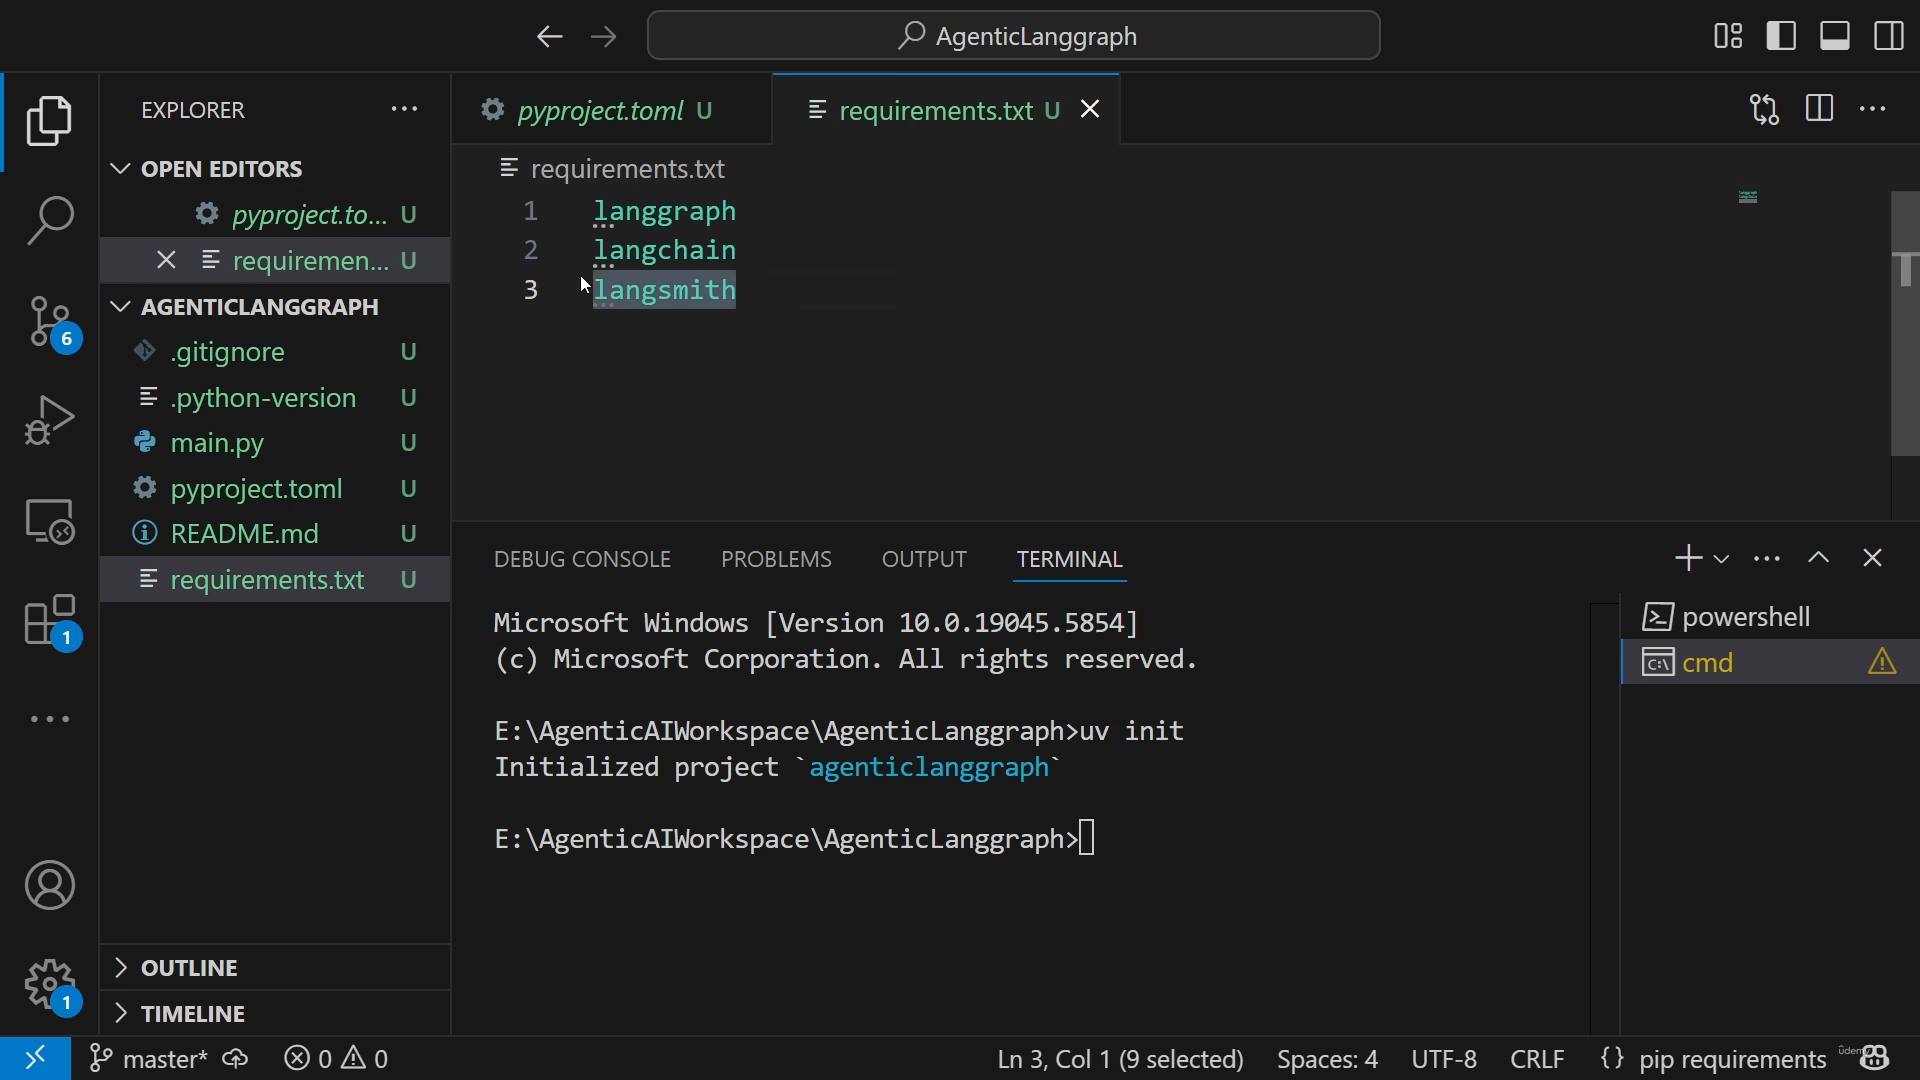 AgenticLanggraph
EXPLORER
OPEN EDITORS
pyproject.to... U
requiremen... U
AGENTICLANGGRAPH
.gitignore U
.python-version U
main.py U
pyproject.toml U
README.md U
requirements.txt U
OUTLINE
TIMELINE
6
1
1
pyproject.toml U
requirements.txt U
requirements.txt
1 langgraph
2 langchain
3 langsmith
DEBUG CONSOLE PROBLEMS OUTPUT TERMINAL
Microsoft Windows [Version 10.0.19045.5854]
(c) Microsoft Corporation. All rights reserved.
E:\AgenticAIWorkspace\AgenticLanggraph>uv init
Initialized project `agenticlanggraph`
E:\AgenticAIWorkspace\AgenticLanggraph>
powershell
cmd
master* 0 0 Ln 3, Col 1 (9 selected) Spaces: 4 UTF-8 CRLF {} pip requirements
udemy